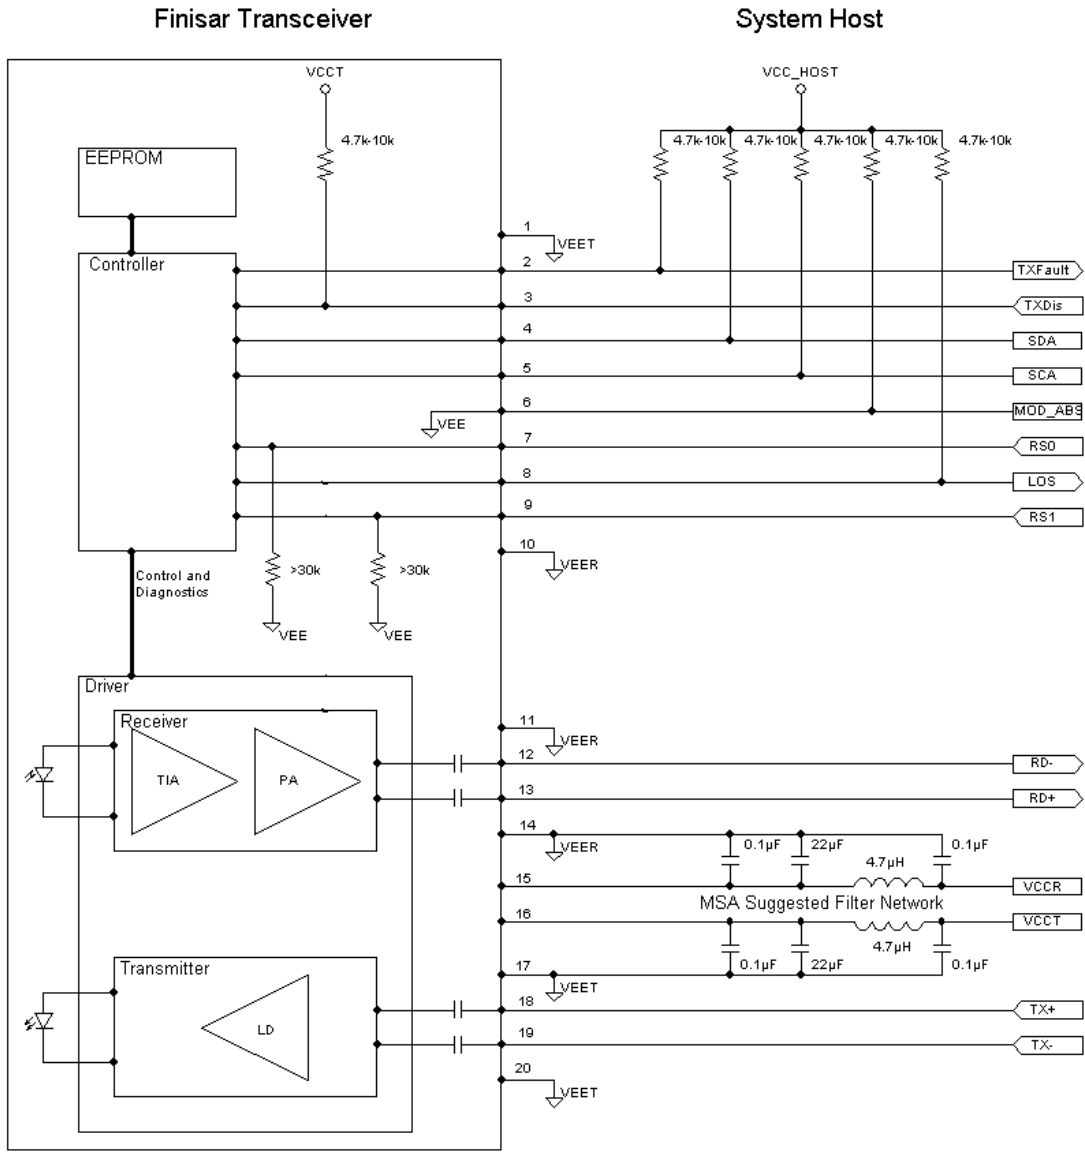 Finisar Transceiver
System Host
VCCT
VCC_HOST
4.7k-10k
4.7k-10k
4.7k-10k
4.7k-10k
4.7k-10k
4.7k-10k
EEPROM
1
VEET
Controller
2
TXFault
3
TXDis
4
SDA
5
SCA
6
VEE
MOD_ABS
7
RS0
8
LOS
9
RS1
10
VEER
>30k
>30k
Control and
Diagnostics
VEE
VEE
Driver
Receiver
11
VEER
TIA
PA
12
RD-
13
RD+
14
VEER
0.1µF
22µF
0.1µF
4.7µH
15
VCCR
MSA Suggested Filter Network
16
VCCT
4.7µH
0.1µF
22µF
0.1µF
Transmitter
17
VEET
LD
18
TX+
19
TX-
20
VEET